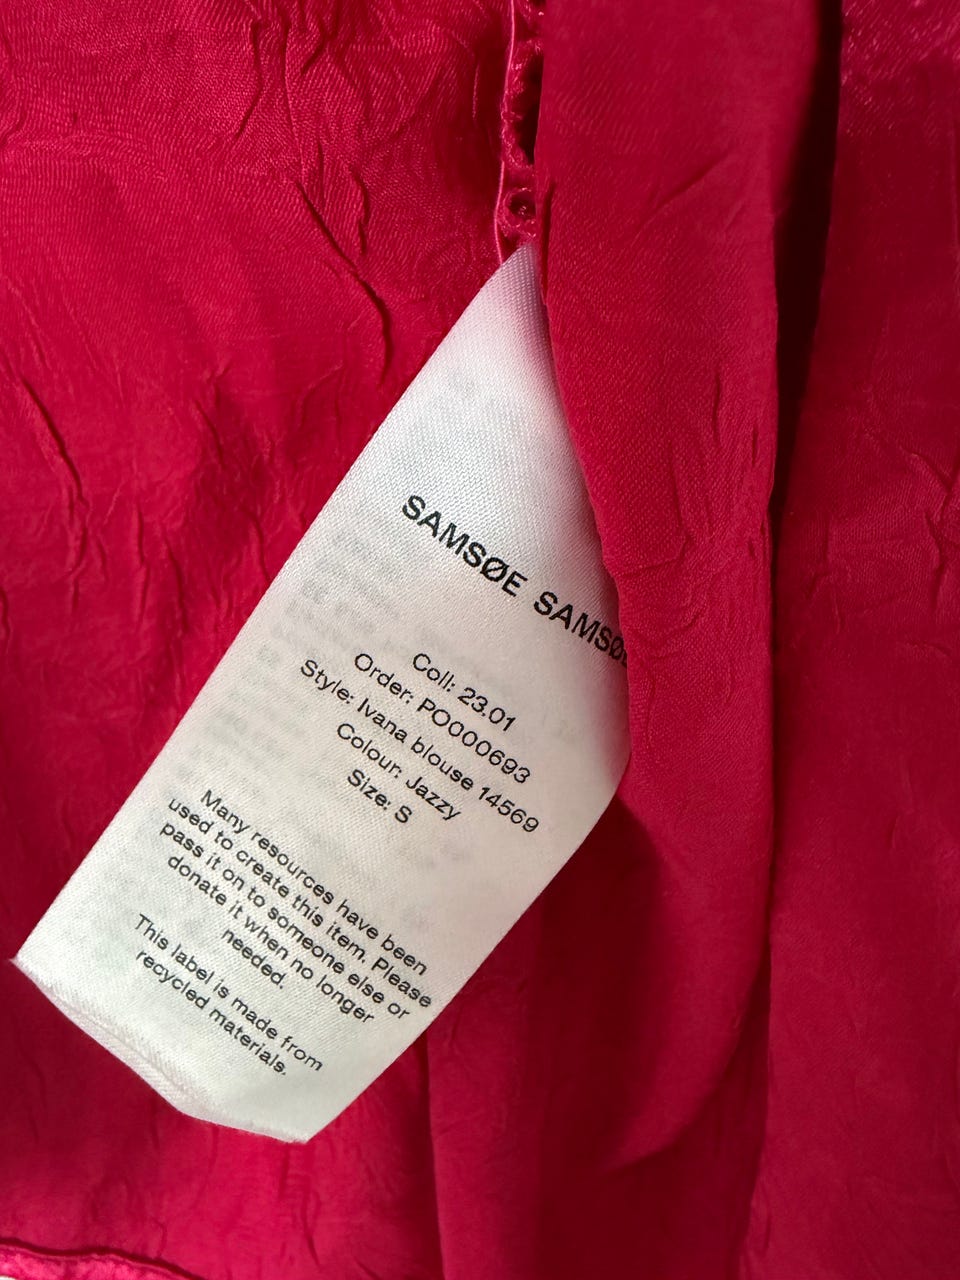 SAMSØE SAMSØE
Coll: 23.01
Order: PO000693
Style: Ivana blouse 14569
Colour: Jazzy
Size: S
Many resources have been
used to create this item. Please
pass it on to someone else or
donate it when no longer
needed.
This label is made from
recycled materials.